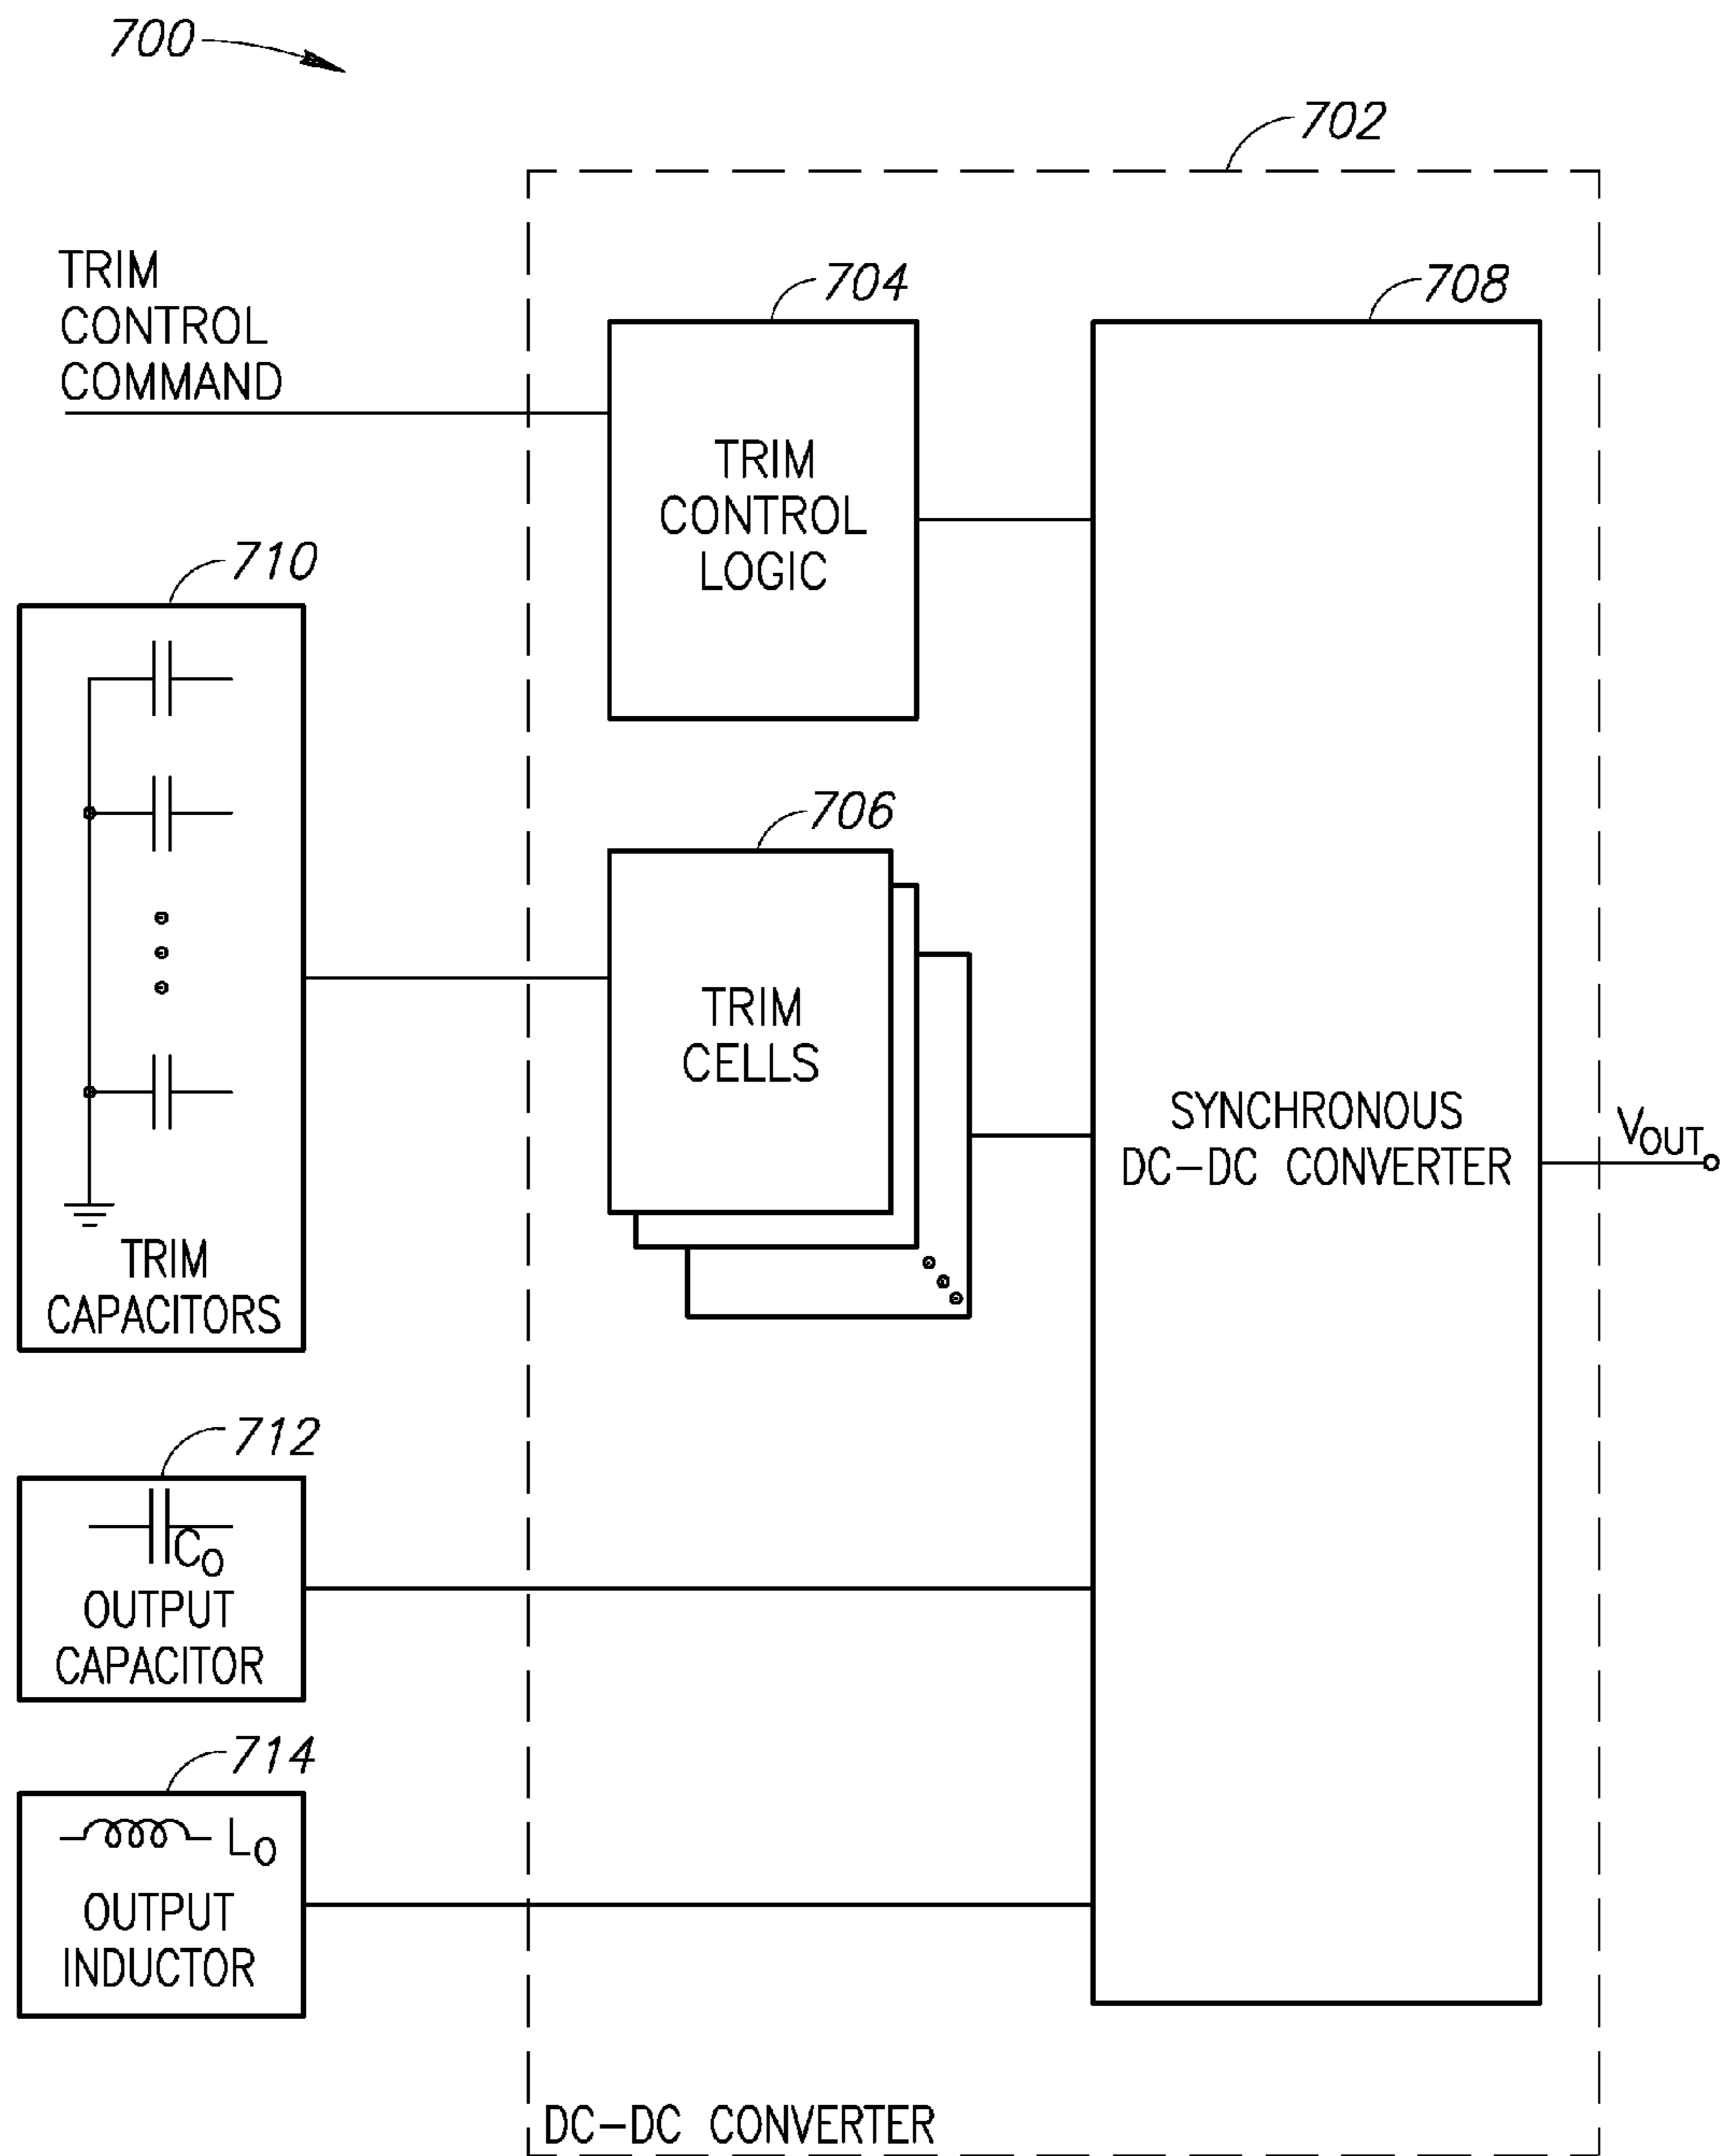 700
702
TRIM
CONTROL
COMMAND
704
708
TRIM
CONTROL
LOGIC
710
706
TRIM
CELLS
SYNCHRONOUS
DC-DC CONVERTER
VOUT
TRIM
CAPACITORS
712
CO
OUTPUT
CAPACITOR
714
LO
OUTPUT
INDUCTOR
DC-DC CONVERTER